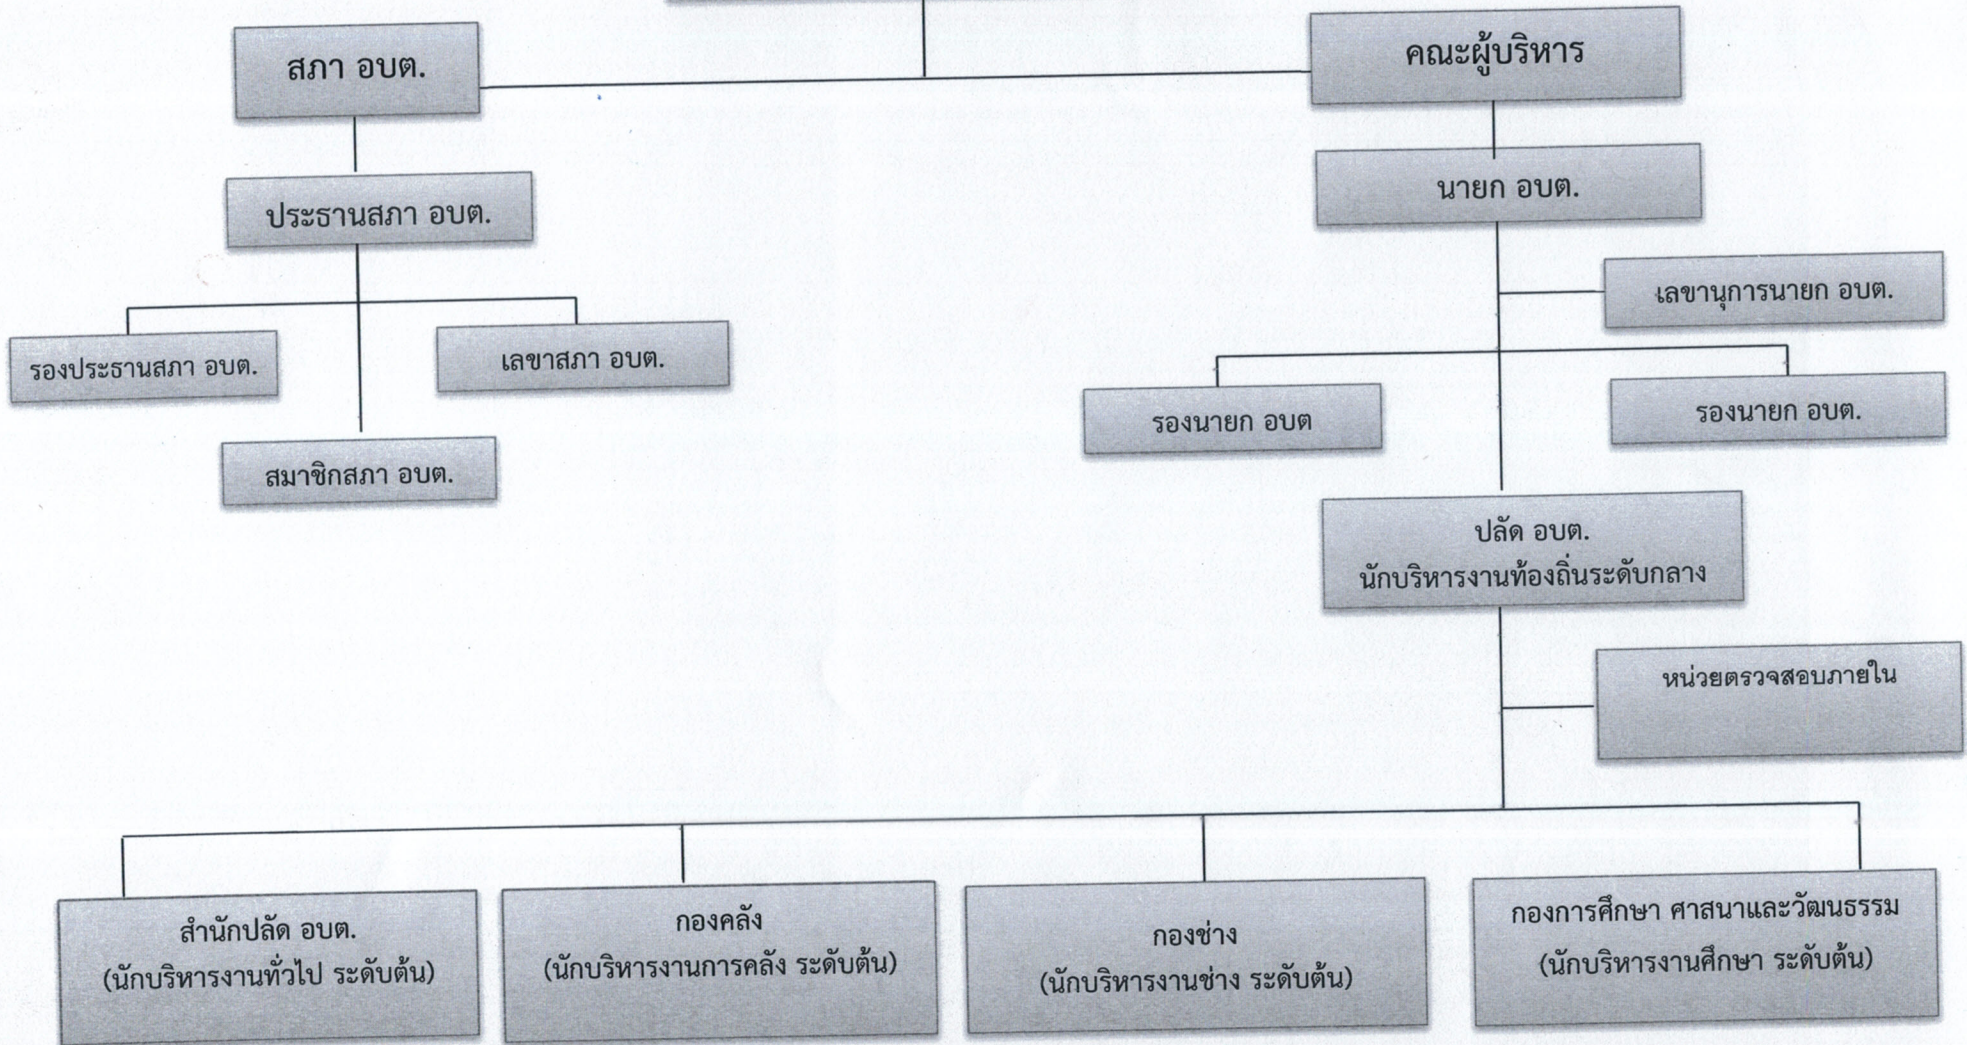 สภา อบต.
คณะผู้บริหาร
ประธานสภา อบต.
นายก อบต.
เลขานุการนายก อบต.
รองประธานสภา อบต.
เลขาสภา อบต.
รองนายก อบต
รองนายก อบต.
สมาชิกสภา อบต.
ปลัด อบต.
นักบริหารงานท้องถิ่นระดับกลาง
หน่วยตรวจสอบภายใน
สำนักปลัด อบต.
(นักบริหารงานทั่วไป ระดับต้น)
กองคลัง
(นักบริหารงานการคลัง ระดับต้น)
กองช่าง
(นักบริหารงานช่าง ระดับต้น)
กองการศึกษา ศาสนาและวัฒนธรรม
(นักบริหารงานศึกษา ระดับต้น)